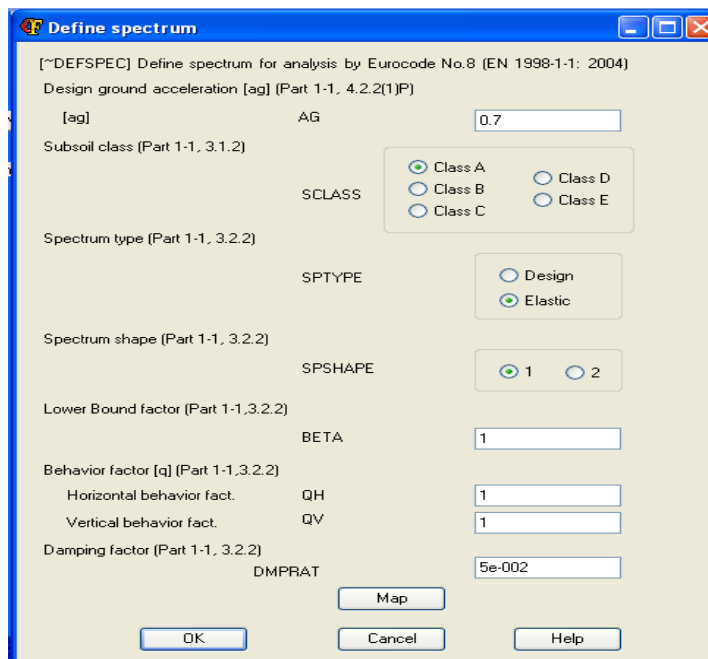 Define spectrum
[~DEFSPEC] Define spectrum for analysis by Eurocode No.8 (EN 1998-1-1: 2004)
Design ground acceleration [ag] (Part 1-1, 4.2.2(1)P)
[ag] AG 0.7
Subsoil class (Part 1-1, 3.1.2)
SCLASS
Class A
Class B
Class C
Class D
Class E
Spectrum type (Part 1-1, 3.2.2)
SPTYPE
Design
Elastic
Spectrum shape (Part 1-1, 3.2.2)
SPSHAPE 1 2
Lower Bound factor (Part 1-1,3.2.2)
BETA 1
Behavior factor [q] (Part 1-1,3.2.2)
Horizontal behavior fact. QH 1
Vertical behavior fact. QV 1
Damping factor (Part 1-1, 3.2.2)
DMPRAT 5e-002
Map
OK Cancel Help